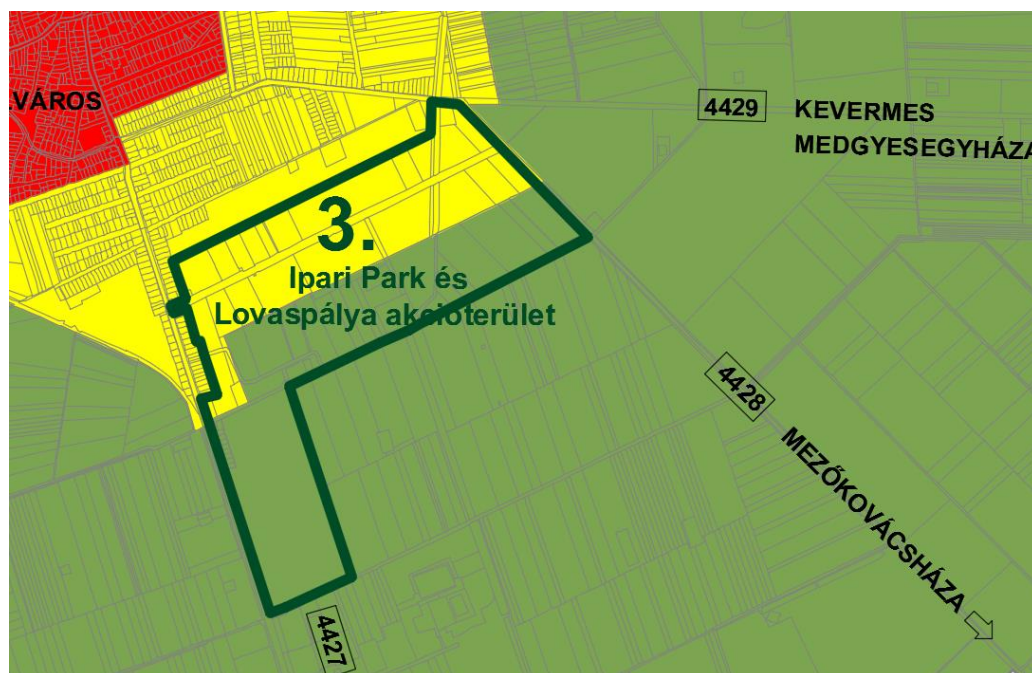 VÁROS
4429
KEVERMES
MEDGYESEGYHÁZA
3.
Ipari Park és
Lovaspálya akcióterület
4428
MEZŐKOVÁCSHÁZA
4427